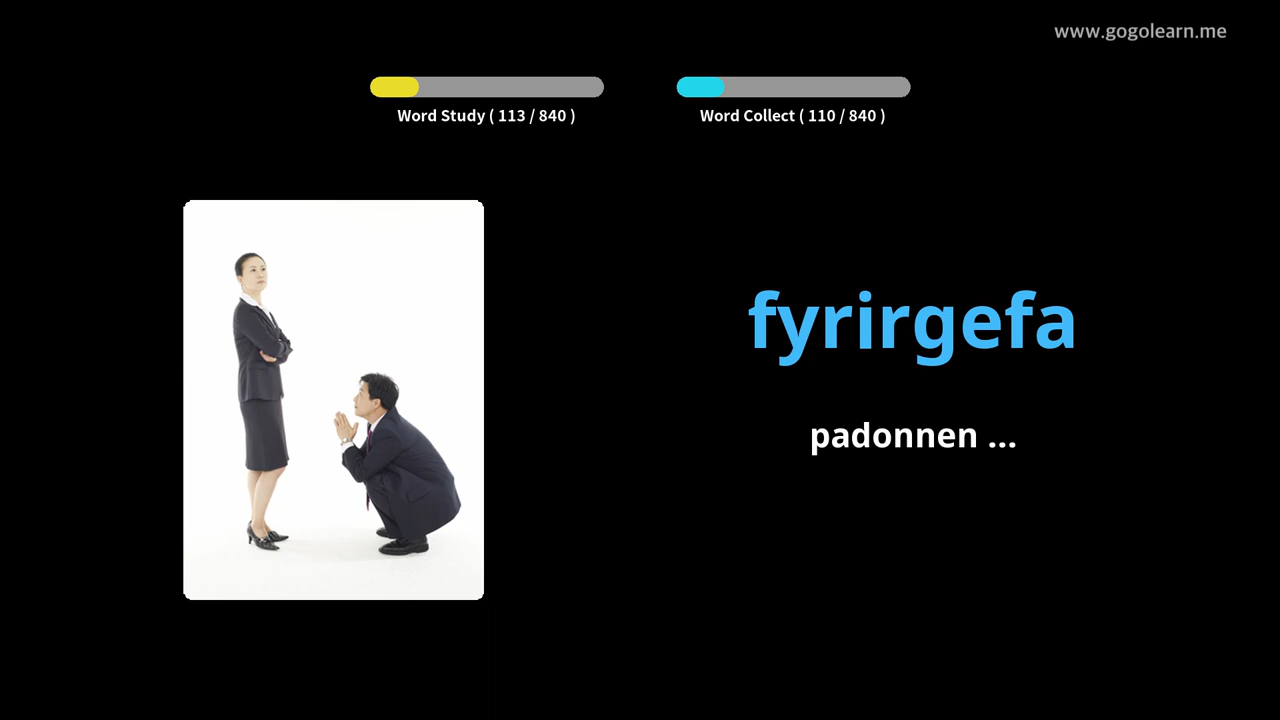 www.gogolearn.me
Word Study ( 113 / 840 )
Word Collect ( 110 / 840 )
fyrirgefa
padonnen ...